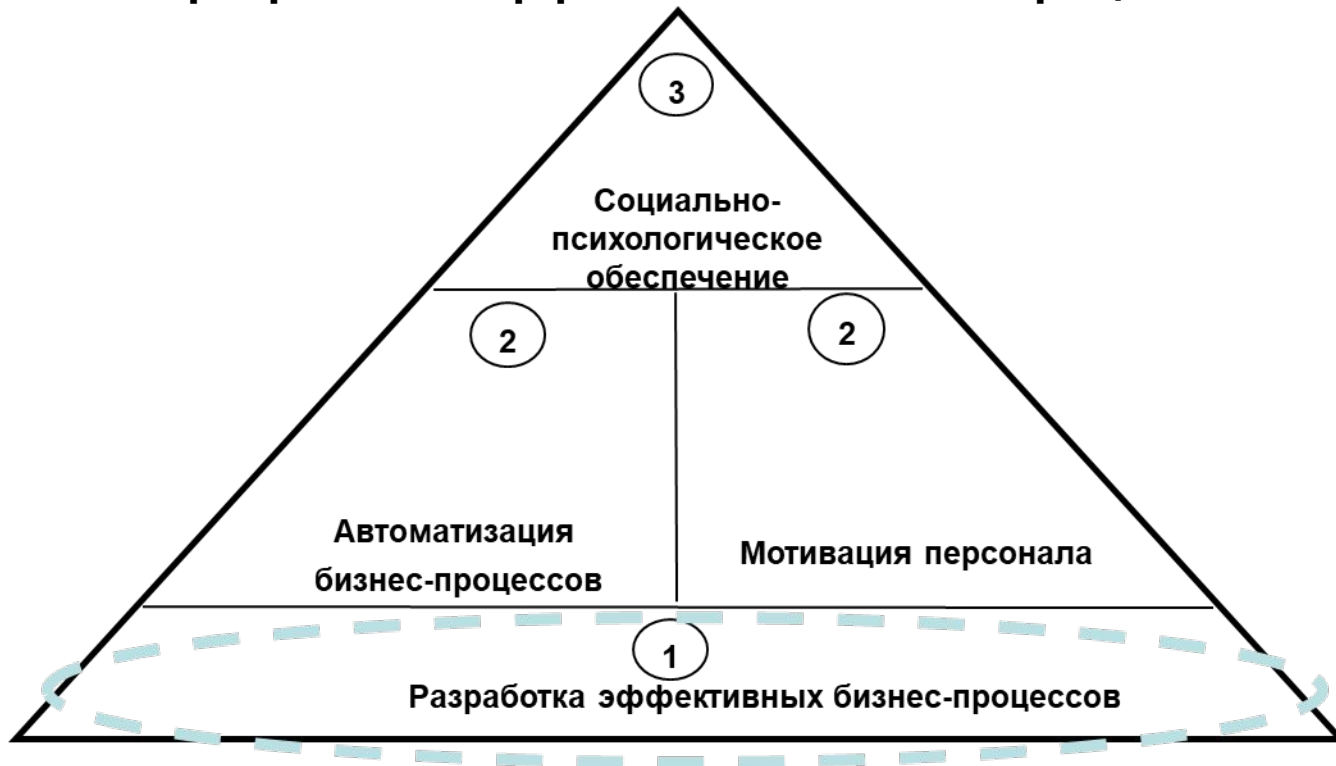 3
Социально-
психологическое
обеспечение
2
2
Автоматизация
бизнес-процессов
Мотивация персонала
1
Разработка эффективных бизнес-процессов